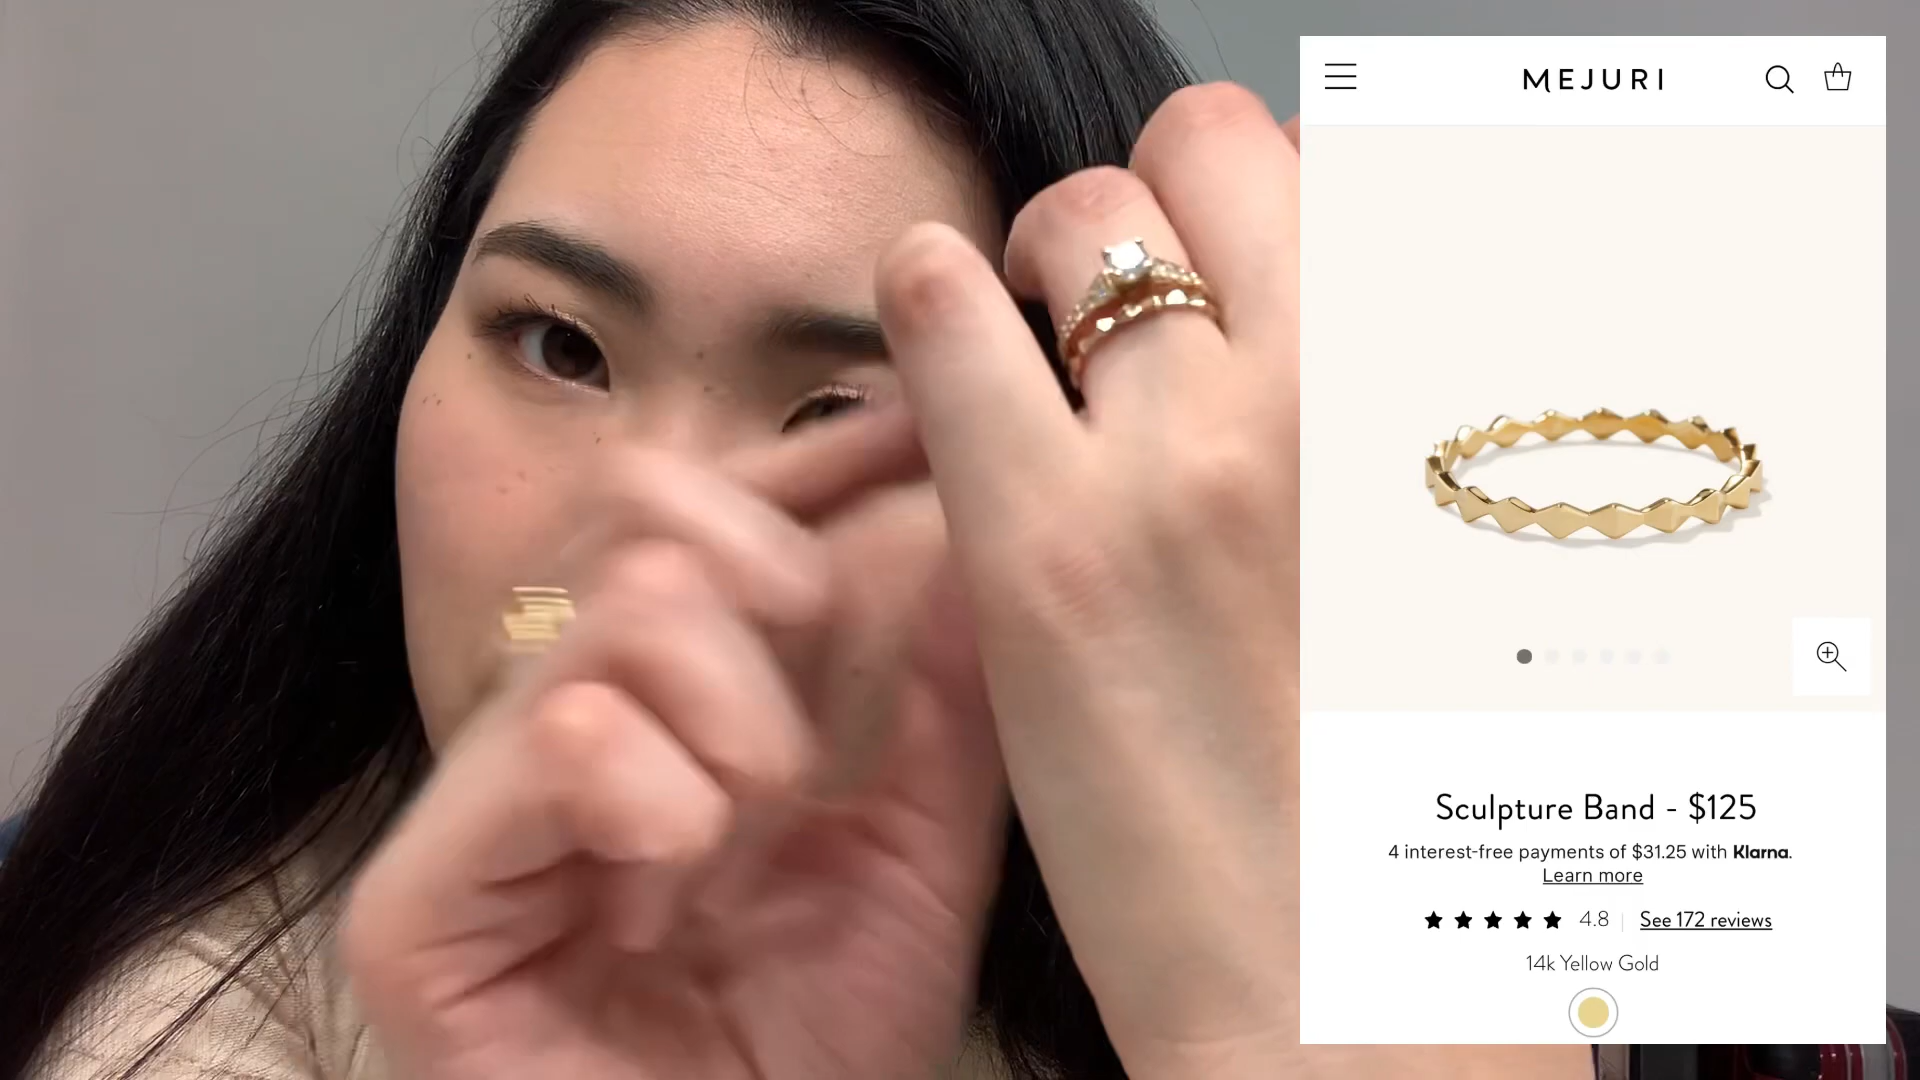 MEJURI
Sculpture Band - $125
4 interest-free payments of $31.25 with Klarna.
Learn more
4.8 | See 172 reviews
14k Yellow Gold